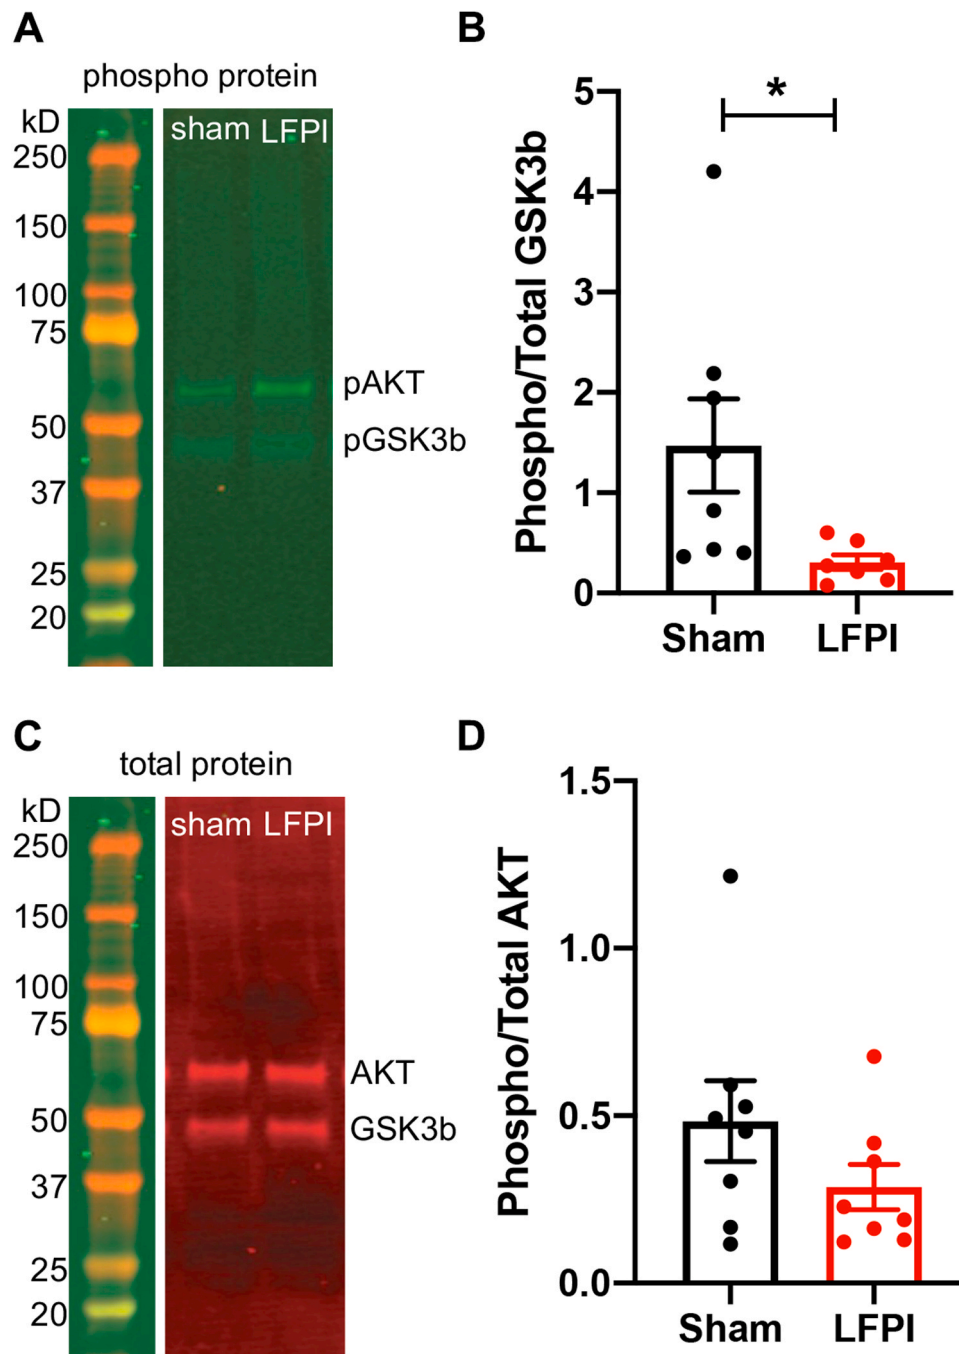 A
phospho protein
kD
sham LFPI
250
150
100
75
50
37
25
20
pAKT
pGSK3b
B
*
Phospho/Total GSK3b
5
4
3
2
1
0
Sham LFPI
C
total protein
kD
sham LFPI
250
150
100
75
50
37
25
20
AKT
GSK3b
D
Phospho/Total AKT
1.5
1.0
0.5
0.0
Sham LFPI